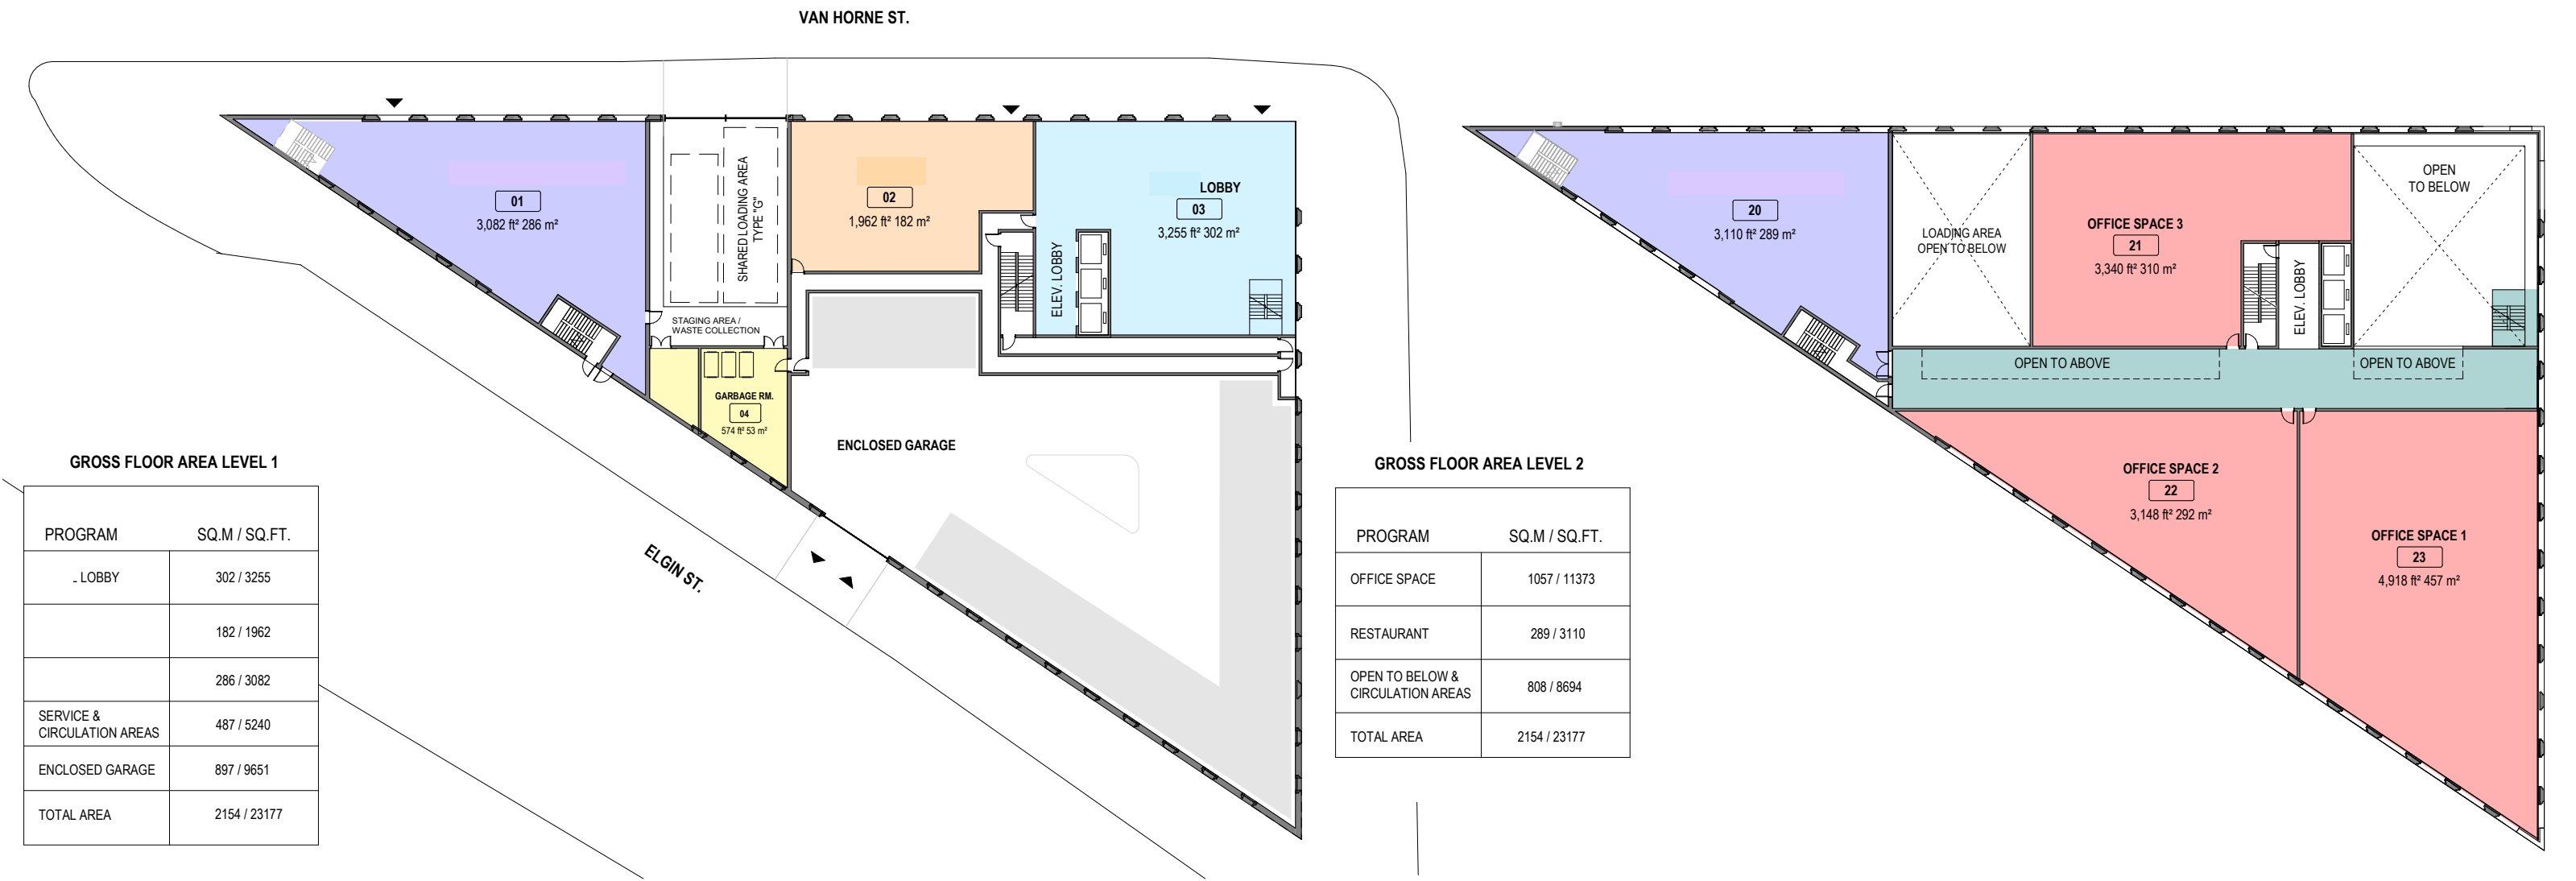 VAN HORNE ST.
01
3,082 ft² 286 m²
SHARED LOADING AREA
TYPE "G"
STAGING AREA /
WASTE COLLECTION
02
1,962 ft² 182 m²
LOBBY
03
3,255 ft² 302 m²
ELEV. LOBBY
GARBAGE RM.
04
574 ft² 53 m²
ENCLOSED GARAGE
ELGIN ST.
GROSS FLOOR AREA LEVEL 1
PROGRAM SQ.M / SQ.FT.
- LOBBY 302 / 3255
182 / 1962
286 / 3082
SERVICE &
CIRCULATION AREAS 487 / 5240
ENCLOSED GARAGE 897 / 9651
TOTAL AREA 2154 / 23177
20
3,110 ft² 289 m²
LOADING AREA
OPEN TO BELOW
OFFICE SPACE 3
21
3,340 ft² 310 m²
ELEV. LOBBY
OPEN
TO BELOW
OPEN TO ABOVE
OPEN TO ABOVE
OFFICE SPACE 2
22
3,148 ft² 292 m²
OFFICE SPACE 1
23
4,918 ft² 457 m²
GROSS FLOOR AREA LEVEL 2
PROGRAM SQ.M / SQ.FT.
OFFICE SPACE 1057 / 11373
RESTAURANT 289 / 3110
OPEN TO BELOW &
CIRCULATION AREAS 808 / 8694
TOTAL AREA 2154 / 23177